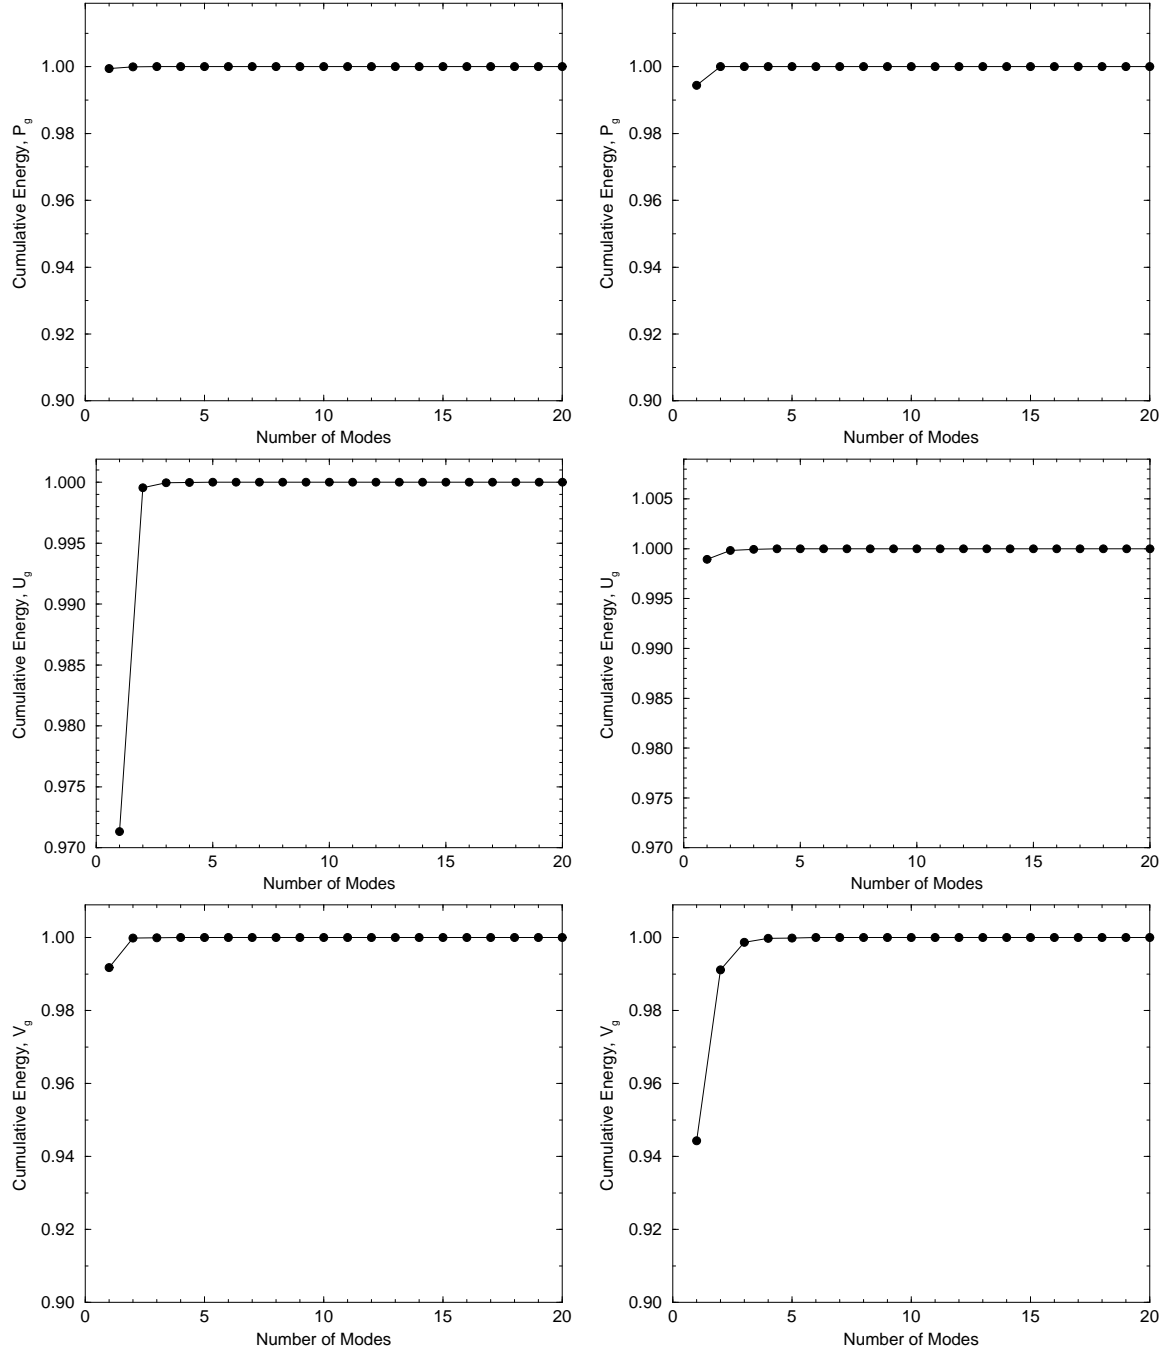 1.00
0.98
0.96
0.94
0.92
0.90
0 5 10 15 20
Number of Modes
Cumulative Energy, P_g
1.00
0.98
0.96
0.94
0.92
0.90
0 5 10 15 20
Number of Modes
Cumulative Energy, P_g
1.000
0.995
0.990
0.985
0.980
0.975
0.970
0 5 10 15 20
Number of Modes
Cumulative Energy, U_g
1.005
1.000
0.995
0.990
0.985
0.980
0.975
0.970
0 5 10 15 20
Number of Modes
Cumulative Energy, U_g
1.00
0.98
0.96
0.94
0.92
0.90
0 5 10 15 20
Number of Modes
Cumulative Energy, V_g
1.00
0.98
0.96
0.94
0.92
0.90
0 5 10 15 20
Number of Modes
Cumulative Energy, V_g